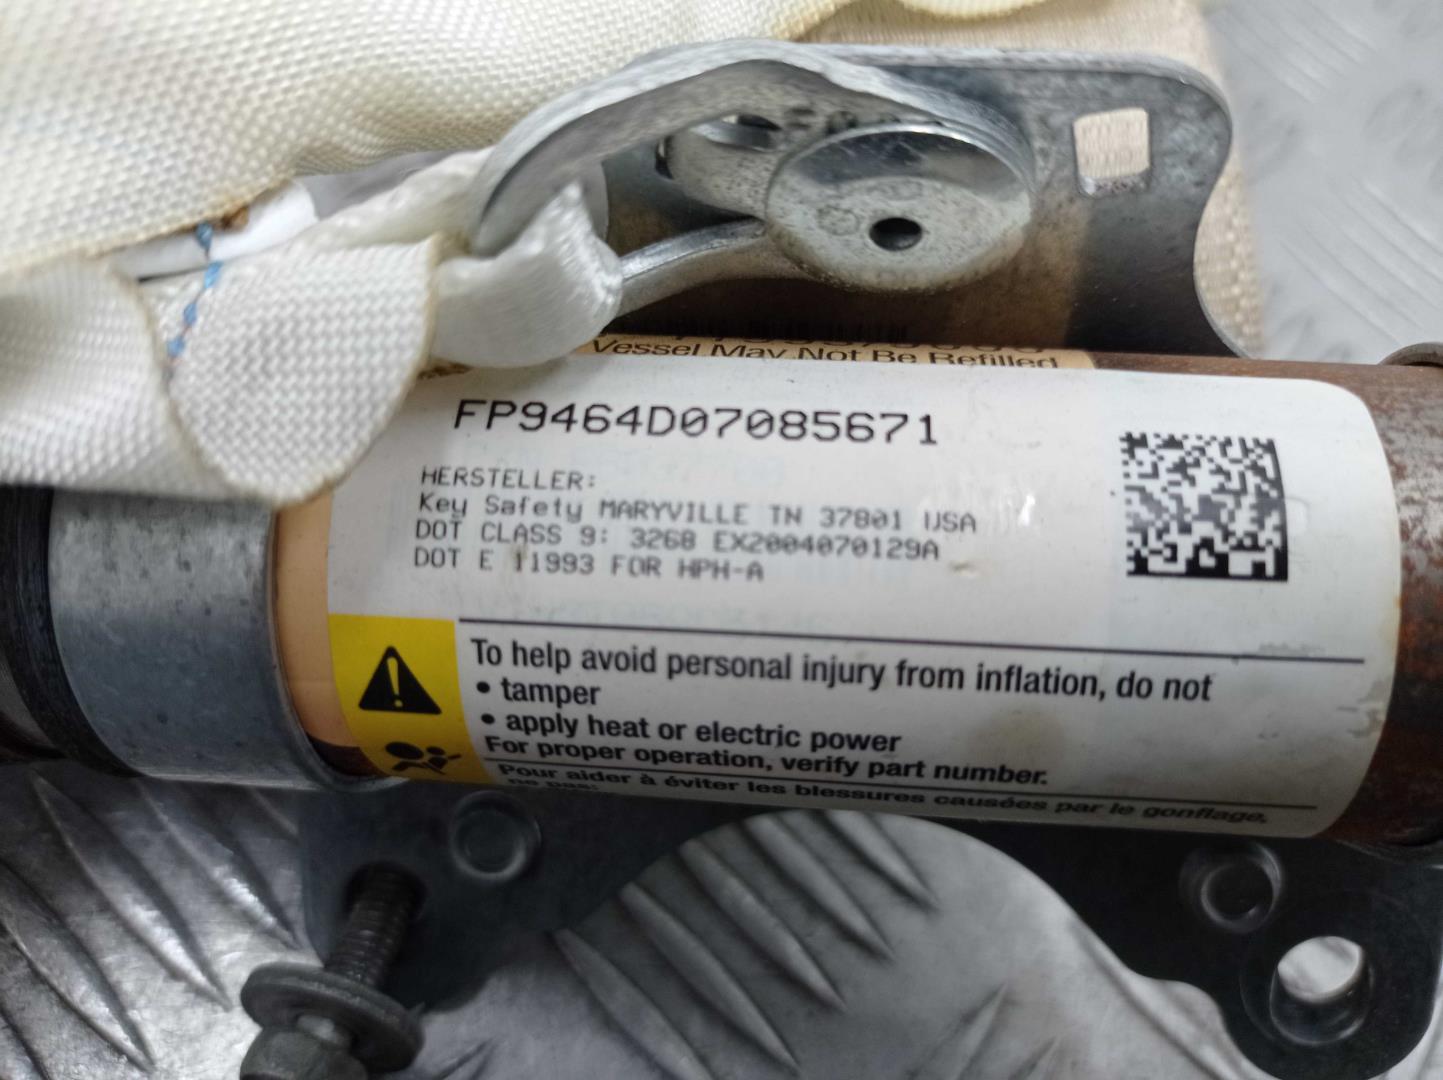 Vessel May Not Be Refilled
FP9464D07085671
HERSTELLER:
Key Safety MARYVILLE TN 37801 USA
DOT CLASS 9: 3268 EX2004070129A
DOT E 11993 FOR HPH-A
To help avoid personal injury from inflation, do not
• tamper
• apply heat or electric power
For proper operation, verify part number.
Pour aider à éviter les blessures causées par le gonflage,
ne pas: